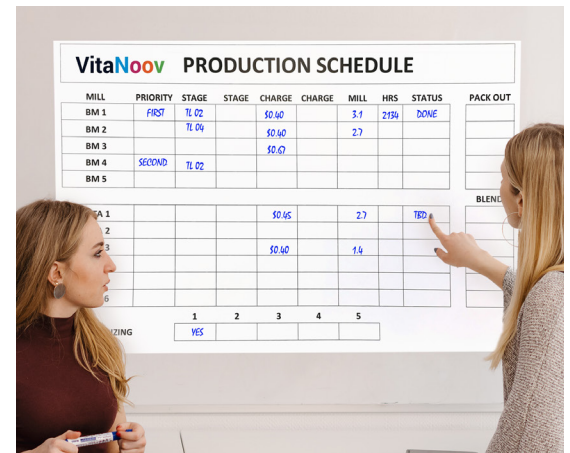 VitaNoov PRODUCTION SCHEDULE
MILL PRIORITY STAGE STAGE CHARGE CHARGE MILL HRS STATUS PACK OUT
BM 1 FIRST TL 02 $0.40 3.1 2134 DONE
BM 2 TL 04 $0.40 2.7
BM 3 $0.67
BM 4 SECOND TL 02
BM 5
BLEND
A 1 $0.45 2.7 TBD
2
3 $0.40 1.4
6
1 2 3 4 5
IZING YES